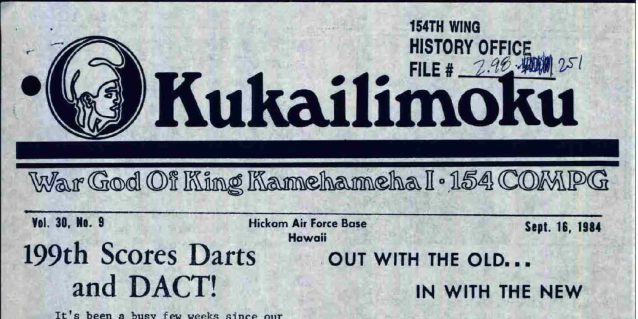 154TH WING
HISTORY OFFICE
FILE # 2.98 251
Kukailimoku
War God Of King Kamehameha I · 154 COMPG
Vol. 30, No. 9
Hickam Air Force Base
Hawaii
Sept. 16, 1984
199th Scores Darts
and DACT!
It's been a busy few weeks since our
OUT WITH THE OLD...
IN WITH THE NEW